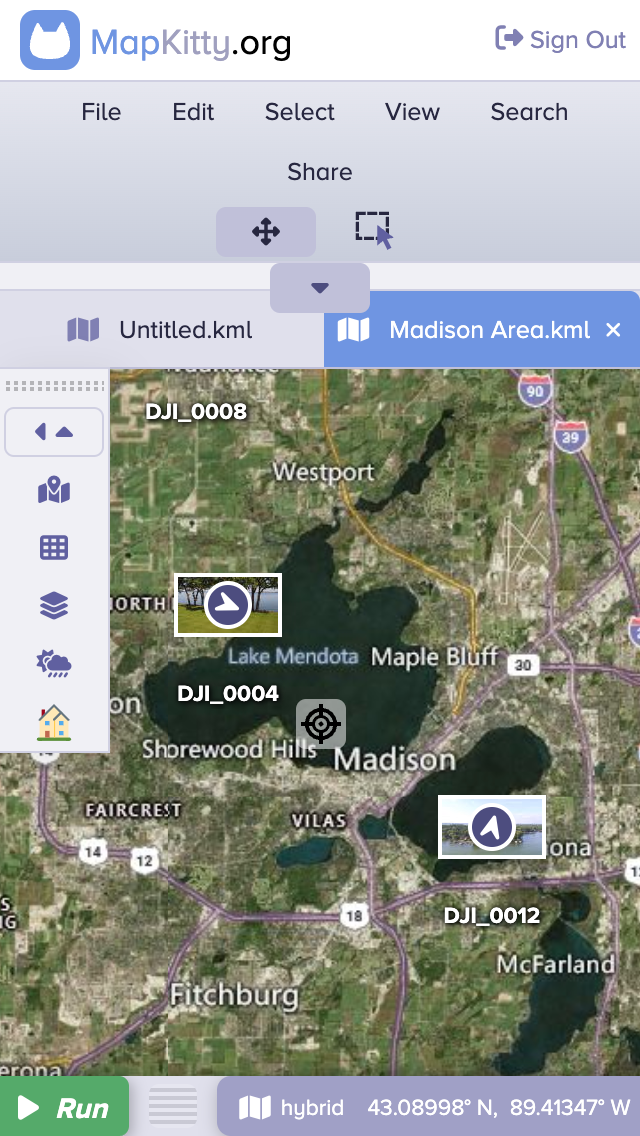 MapKitty.org
Sign Out
File Edit Select View Search
Share
Untitled.kml
Madison Area.kml ×
DJI_0008
90
39
Westport
NORTH
Lake Mendota
Maple Bluff
30
DJI_0004
Shorewood Hills
Madison
FAIRCREST
VILAS
14
12
ona
18
DJI_0012
McFarland
Fitchburg
erona
Run
hybrid 43.08998° N, 89.41347° W